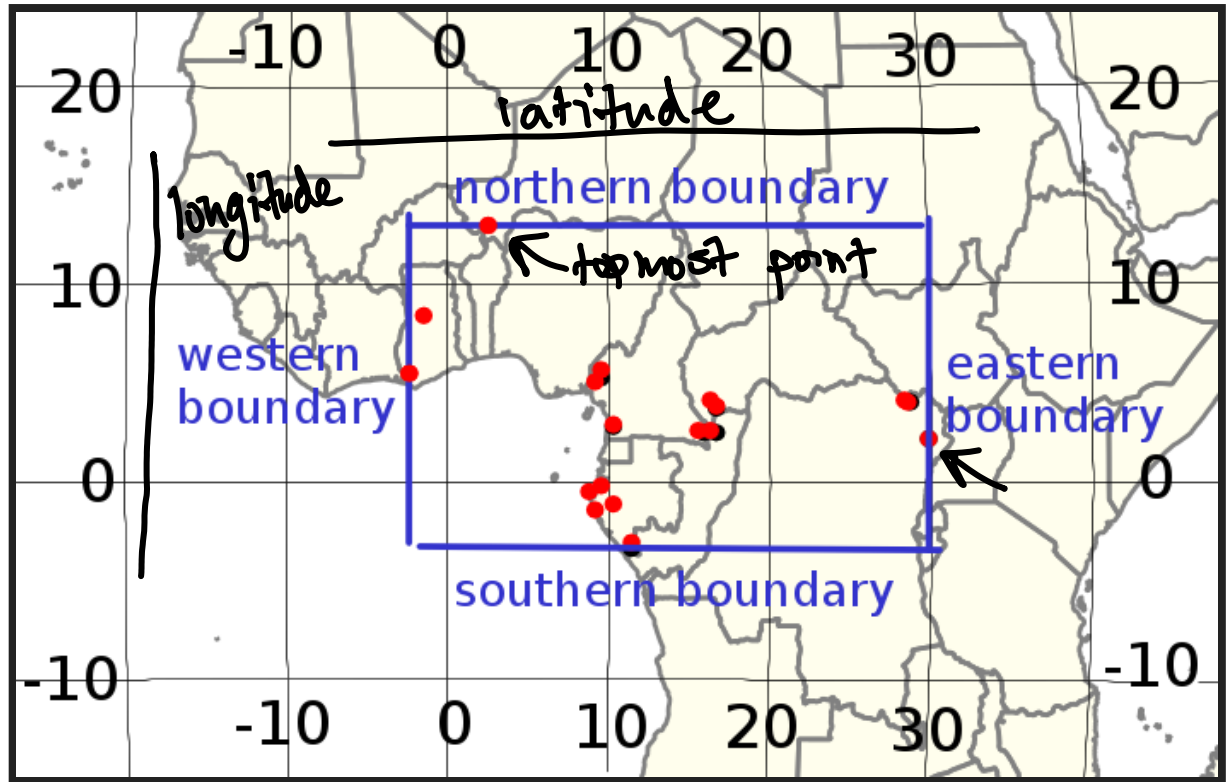 -10 0 10 20 30
20 20
latitude
longitude
northern boundary
topmost point
10 10
western
boundary
eastern
boundary
0 0
southern boundary
-10 -10
-10 0 10 20 30